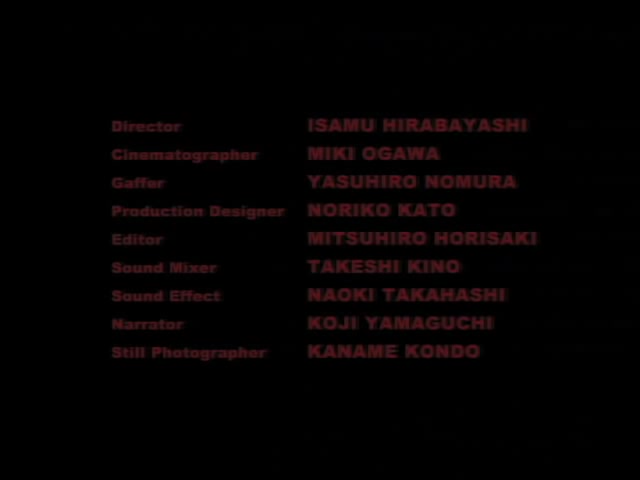 Director ISAMU HIRABAYASHI
Cinematographer MIKI OGAWA
Gaffer YASUHIRO NOMURA
Production Designer NORIKO KATO
Editor MITSUHIRO HORISAKI
Sound Mixer TAKESHI KINO
Sound Effect NAOKI TAKAHASHI
Narrator KOJI YAMAGUCHI
Still Photographer KANAME KONDO